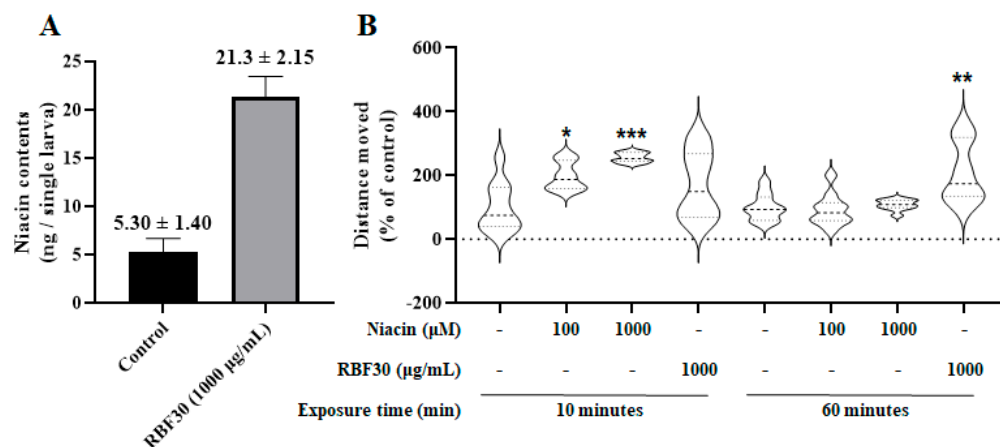 A
Niacin contents
(ng / single larva)
25
20
15
10
5
0
5.30 ± 1.40
21.3 ± 2.15
Control
RBF30 (1000 µg/mL)
B
Distance moved
(% of control)
600
400
200
0
-200
* *** **
Niacin (µM) - 100 1000 - - 100 1000 -
RBF30 (µg/mL) - - - 1000 - - - 1000
Exposure time (min) 10 minutes 60 minutes